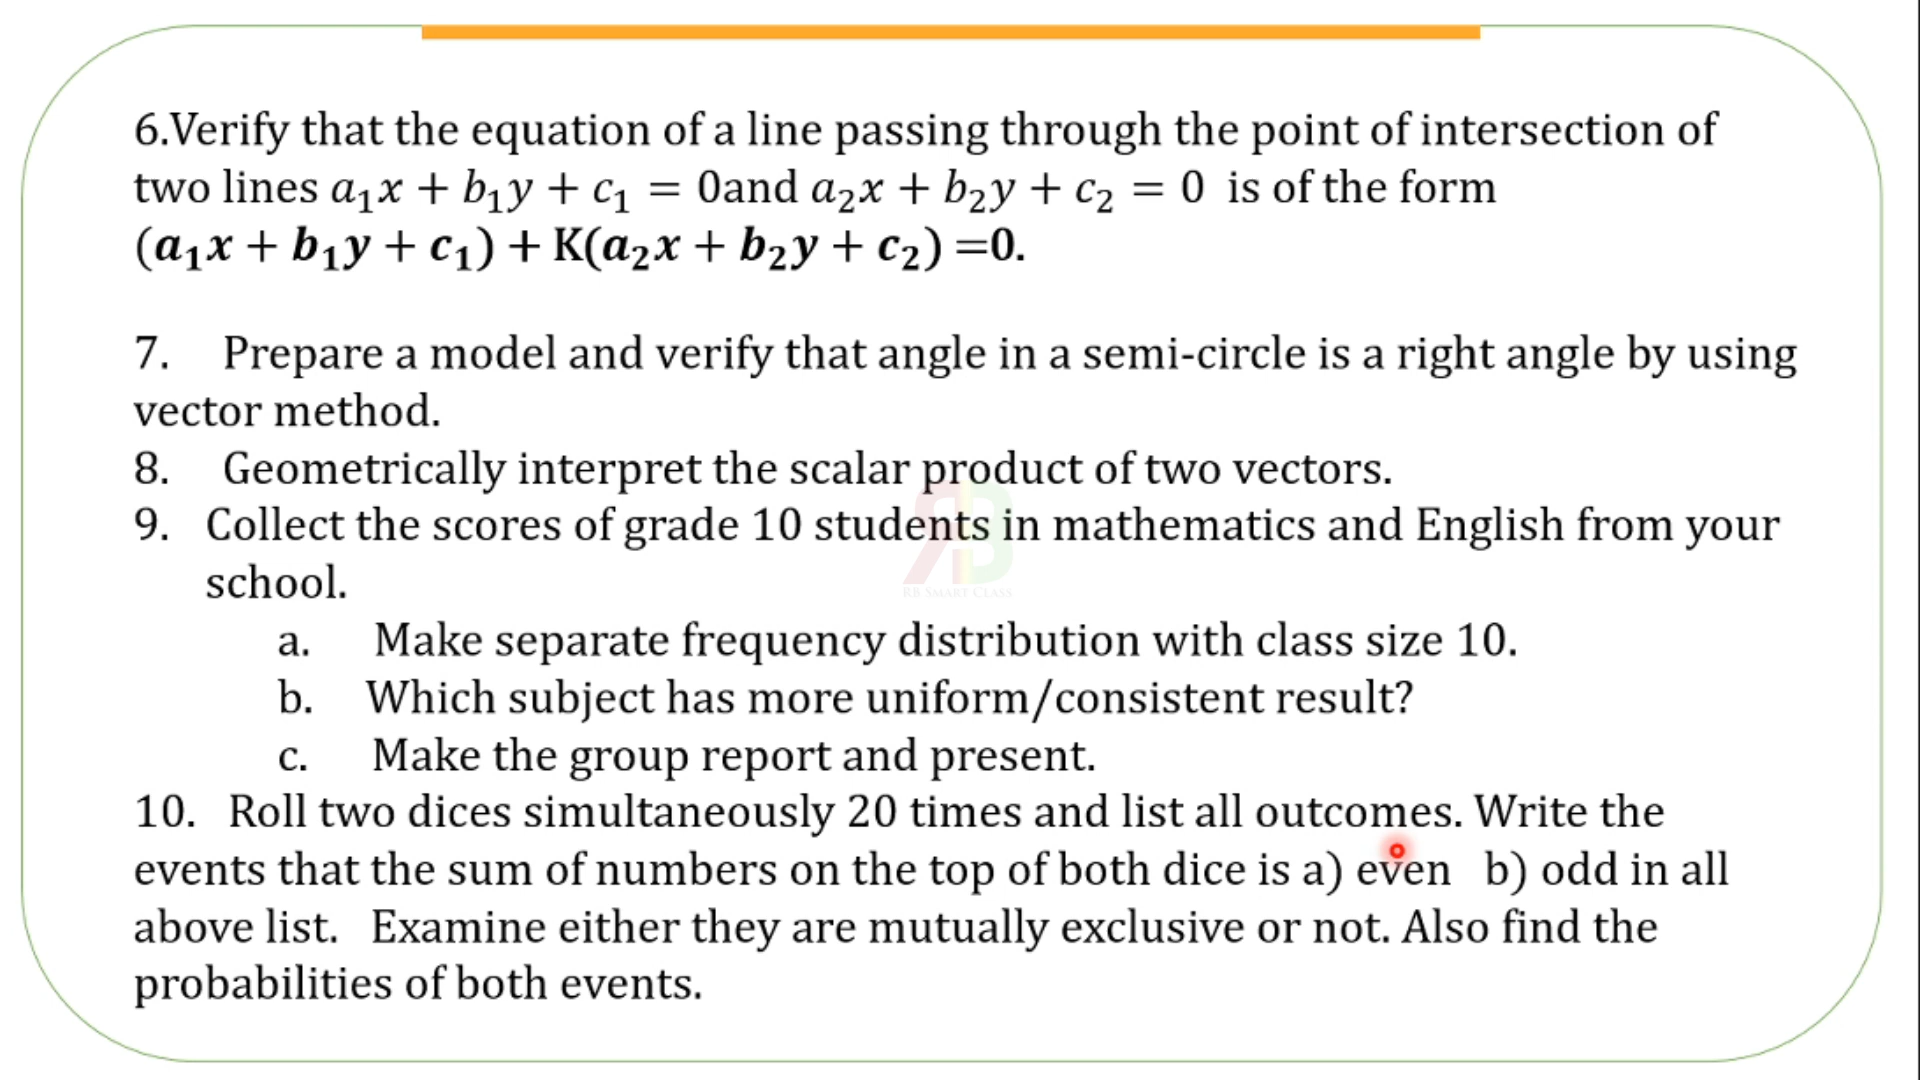 6.Verify that the equation of a line passing through the point of intersection of
two lines a₁x + b₁y + c₁ = 0and a₂x + b₂y + c₂ = 0 is of the form
(a₁x + b₁y + c₁) + K(a₂x + b₂y + c₂) =0.
7. Prepare a model and verify that angle in a semi-circle is a right angle by using
vector method.
8. Geometrically interpret the scalar product of two vectors.
9. Collect the scores of grade 10 students in mathematics and English from your
school.
RB SMART CLASS
a. Make separate frequency distribution with class size 10.
b. Which subject has more uniform/consistent result?
c. Make the group report and present.
10. Roll two dices simultaneously 20 times and list all outcomes. Write the
events that the sum of numbers on the top of both dice is a) even b) odd in all
above list. Examine either they are mutually exclusive or not. Also find the
probabilities of both events.